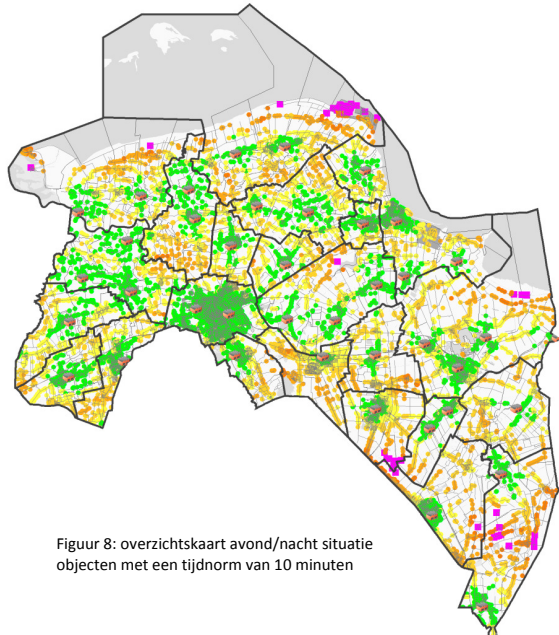 Figuur 8: overzichtskaart avond/nacht situatie
objecten met een tijdnorm van 10 minuten